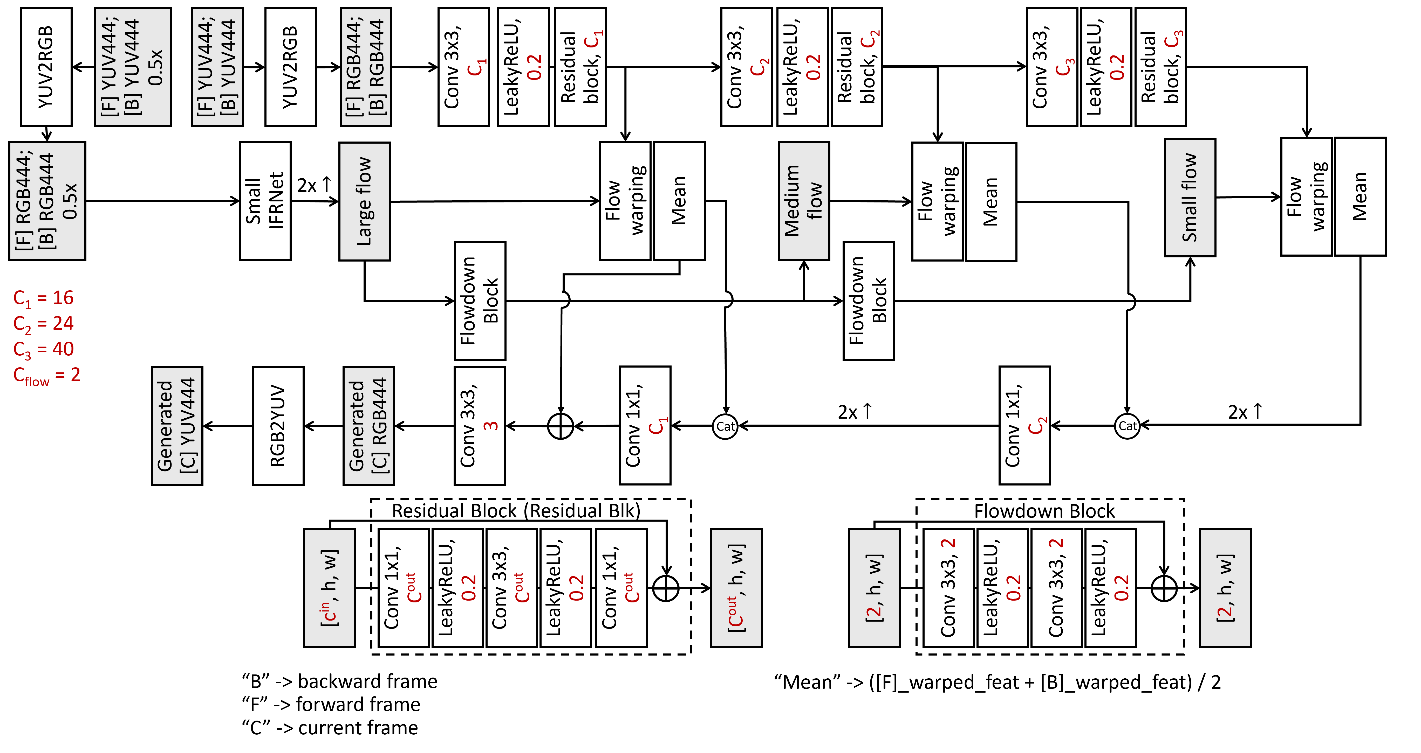 YUV2RGB
[F] YUV444;
[B] YUV444
0.5x
[F] YUV444;
[B] YUV444
YUV2RGB
[F] RGB444;
[B] RGB444
Conv 3x3,
C1
LeakyReLU,
0.2
Residual
block, C1
Conv 3x3,
C2
LeakyReLU,
0.2
Residual
block, C2
Conv 3x3,
C3
LeakyReLU,
0.2
Residual
block, C3
[F] RGB444;
[B] RGB444
0.5x
Small
IFRNet
2x ↑
Large flow
Flow
warping
Mean
Medium
flow
Flow
warping
Mean
Small flow
Flow
warping
Mean
Flowdown
Block
Flowdown
Block
C1 = 16
C2 = 24
C3 = 40
Cflow = 2
Generated
[C] YUV444
RGB2YUV
Generated
[C] RGB444
Conv 3x3,
3
Conv 1x1,
C1
Cat
2x ↑
Conv 1x1,
C2
Cat
2x ↑
Residual Block (Residual Blk)
[cin, h, w]
Conv 1x1,
Cout
LeakyReLU,
0.2
Conv 3x3,
Cout
LeakyReLU,
0.2
Conv 1x1,
Cout
[Cout, h, w]
Flowdown Block
[2, h, w]
Conv 3x3, 2
LeakyReLU,
0.2
Conv 3x3, 2
LeakyReLU,
0.2
[2, h, w]
“B” -> backward frame
“F” -> forward frame
“C” -> current frame
“Mean” -> ([F]_warped_feat + [B]_warped_feat) / 2